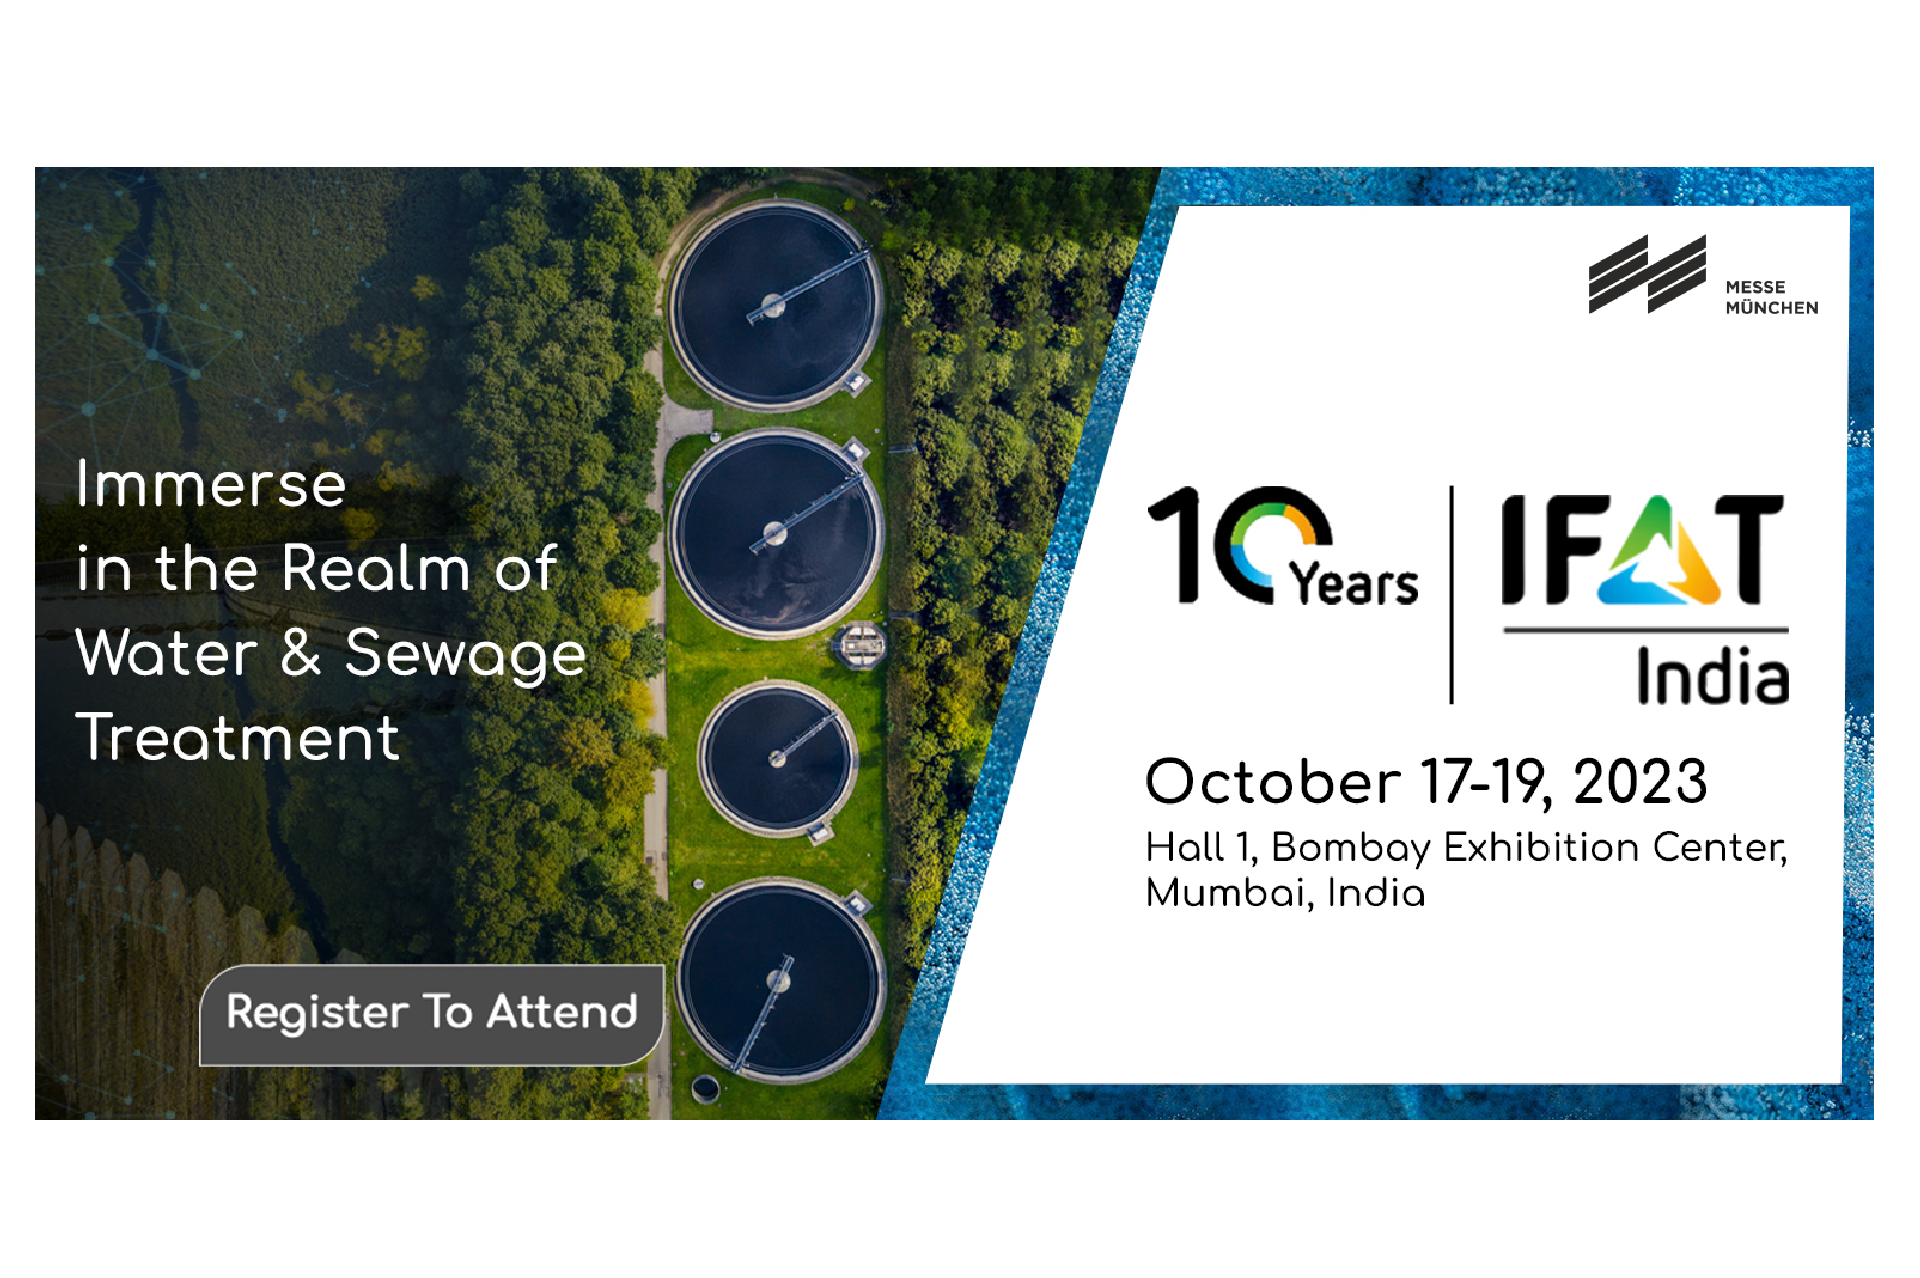 Immerse
in the Realm of
Water & Sewage
Treatment
Register To Attend
MESSE
MÜNCHEN
10 Years
IFAT
India
October 17-19, 2023
Hall 1, Bombay Exhibition Center,
Mumbai, India